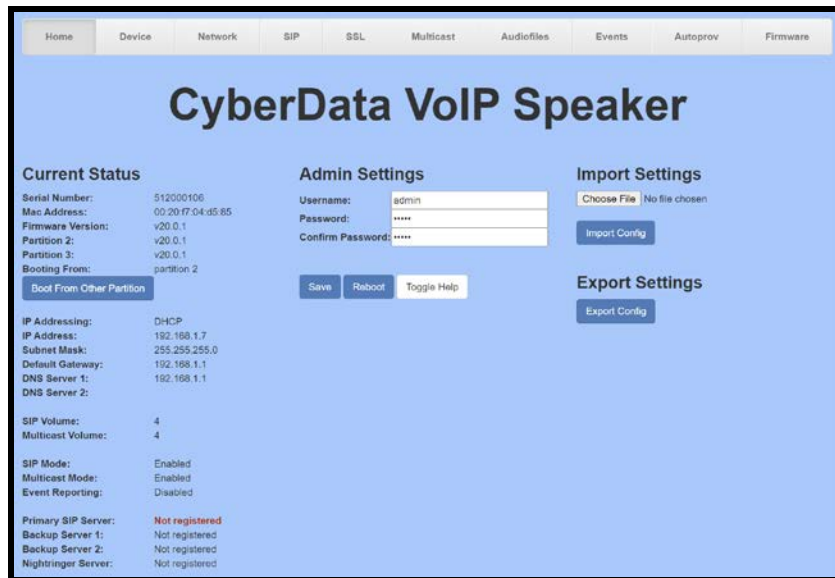 Home Device Network SIP SSL Multicast Audiofiles Events Autoprov Firmware
CyberData VoIP Speaker
Current Status
Serial Number: 512000106
Mac Address: 00:20:f7:04:d5:85
Firmware Version: v20.0.1
Partition 2: v20.0.1
Partition 3: v20.0.1
Booting From: partition 2
Boot From Other Partition
IP Addressing: DHCP
IP Address: 192.168.1.7
Subnet Mask: 255.255.255.0
Default Gateway: 192.168.1.1
DNS Server 1: 192.168.1.1
DNS Server 2:
SIP Volume: 4
Multicast Volume: 4
SIP Mode: Enabled
Multicast Mode: Enabled
Event Reporting: Disabled
Primary SIP Server: Not registered
Backup Server 1: Not registered
Backup Server 2: Not registered
Nightringer Server: Not registered
Admin Settings
Username: admin
Password: •••••
Confirm Password: •••••
Save Reboot Toggle Help
Import Settings
Choose File No file chosen
Import Config
Export Settings
Export Config